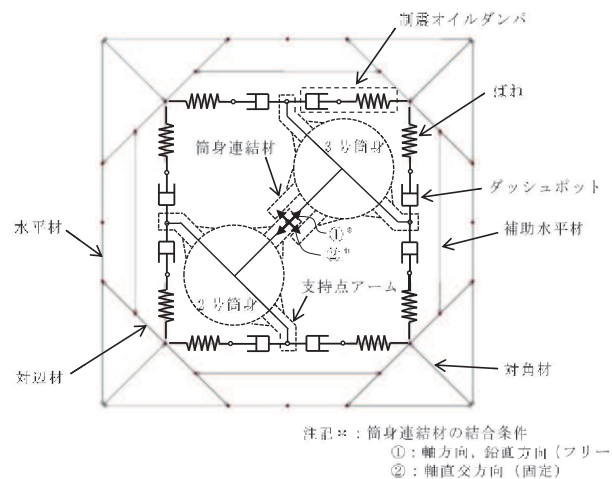 制震オイルダンパ
ばね
筒身連結材
3号筒身
ダッシュポット
①*
水平材
補助水平材
②*
支持点アーム
2号筒身
対辺材
対角材
注記*：筒身連結材の結合条件
①：軸方向，鉛直方向（フリー
②：軸直交方向（固定）